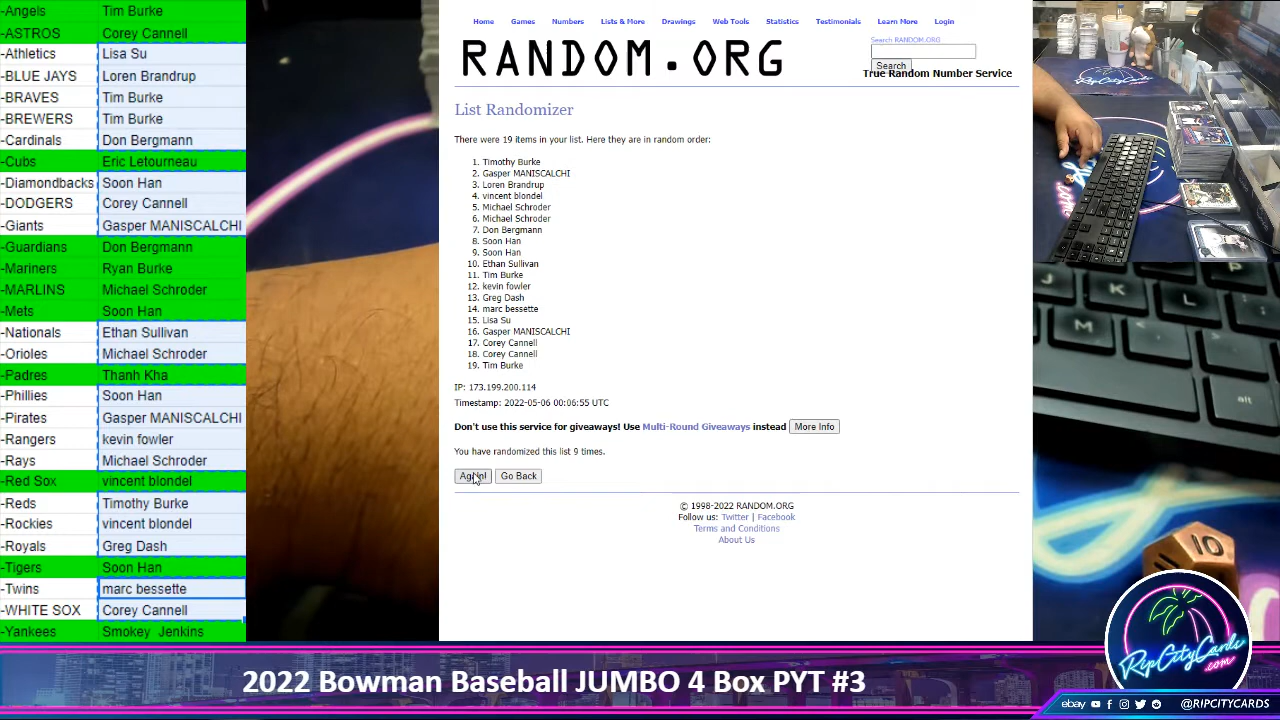 -Angels Tim Burke
-ASTROS Corey Cannell
-Athletics Lisa Su
-BLUE JAYS Loren Brandrup
-BRAVES Tim Burke
-BREWERS Tim Burke
-Cardinals Don Bergmann
-Cubs Eric Letourneau
-Diamondbacks Soon Han
-DODGERS Corey Cannell
-Giants Gasper MANISCALCHI
-Guardians Don Bergmann
-Mariners Ryan Burke
-MARLINS Michael Schroder
-Mets Soon Han
-Nationals Ethan Sullivan
-Orioles Michael Schroder
-Padres Thanh Kha
-Phillies Soon Han
-Pirates Gasper MANISCALCHI
-Rangers kevin fowler
-Rays Michael Schroder
-Red Sox vincent blondel
-Reds Timothy Burke
-Rockies vincent blondel
-Royals Greg Dash
-Tigers Soon Han
-Twins marc bessette
-WHITE SOX Corey Cannell
-Yankees Smokey Jenkins
Home Games Numbers Lists & More Drawings Web Tools Statistics Testimonials Learn More Login
RANDOM.ORG
Search RANDOM.ORG
Search
True Random Number Service
List Randomizer
There were 19 items in your list. Here they are in random order:
1. Timothy Burke
2. Gasper MANISCALCHI
3. Loren Brandrup
4. vincent blondel
5. Michael Schroder
6. Michael Schroder
7. Don Bergmann
8. Soon Han
9. Soon Han
10. Ethan Sullivan
11. Tim Burke
12. kevin fowler
13. Greg Dash
14. marc bessette
15. Lisa Su
16. Gasper MANISCALCHI
17. Corey Cannell
18. Corey Cannell
19. Tim Burke
IP: 173.199.200.114
Timestamp: 2022-05-06 00:06:55 UTC
Don't use this service for giveaways! Use Multi-Round Giveaways instead More Info
You have randomized this list 9 times.
Again! Go Back
© 1998-2022 RANDOM.ORG
Follow us: Twitter | Facebook
Terms and Conditions
About Us
M
alt
10
2022 Bowman Baseball JUMBO 4 Box PYT #3
RipCityCards
.com
ebay @RIPCITYCARDS